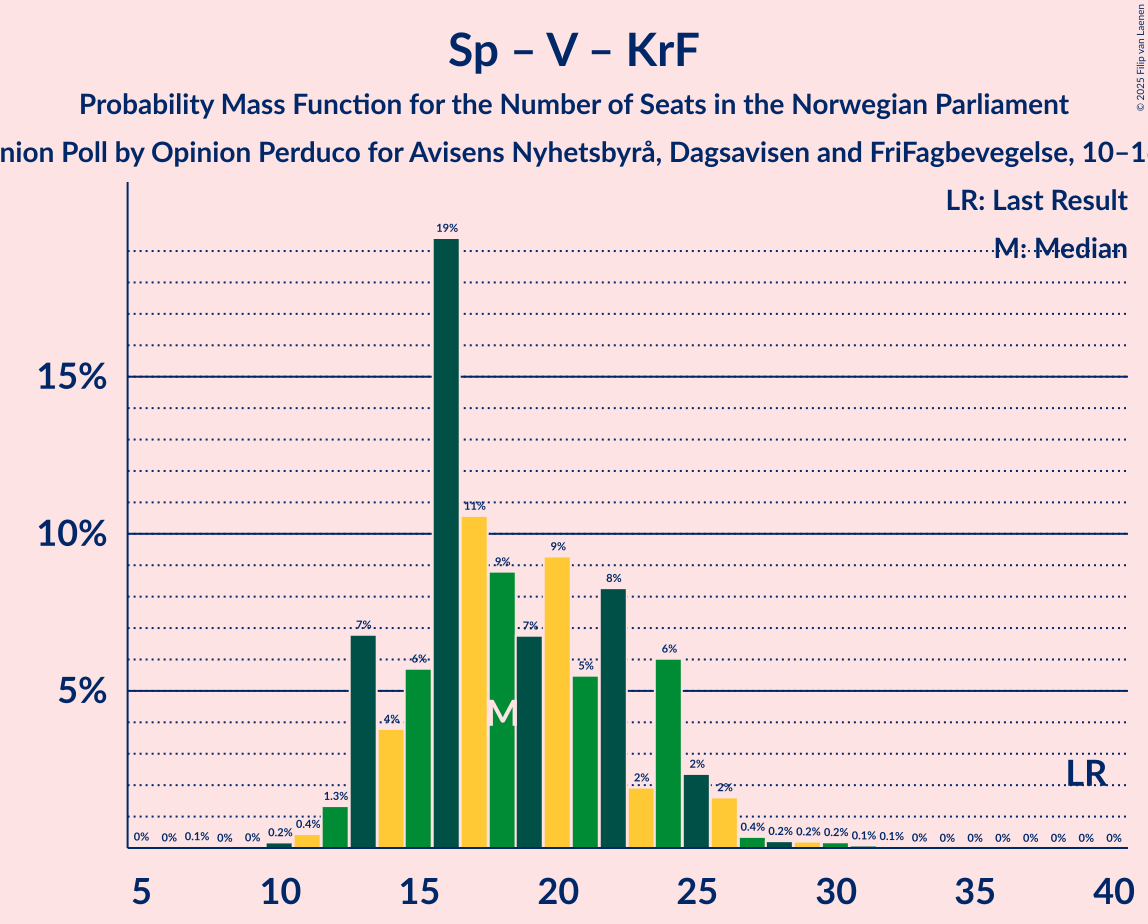 Sp – V – KrF
Probability Mass Function for the Number of Seats in the Norwegian Parliament
Poll by Opinion Perduco for Avisens Nyhetsbyrå, Dagsavisen and FriFagbevegelse,
© 2025 Filip van Laenen
LR: Last Result
M: Median
15%
10%
5%
0% 0% 0.1% 0% 0% 0.2% 0.4% 1.3% 7% 4% 6% 19% 11% 9% 7% 9% 5% 8% 2% 6% 2% 2% 0.4% 0.2% 0.2% 0.2% 0.1% 0.1% 0% 0% 0% 0% 0% 0% 0% 0%
M
LR
5 10 15 20 25 30 35 40